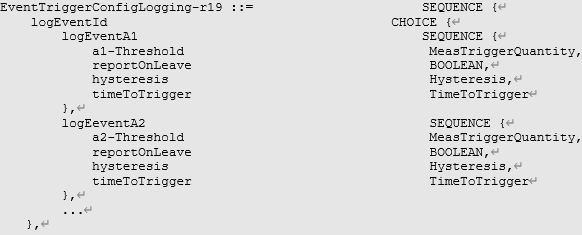 EventTriggerConfigLogging-r19 ::= SEQUENCE {↵
logEventId CHOICE {↵
logEventA1 SEQUENCE {↵
a1-Threshold MeasTriggerQuantity,
reportOnLeave BOOLEAN,↵
hysteresis Hysteresis,↵
timeToTrigger TimeToTrigger↵
},↵
logEeventA2 SEQUENCE {↵
a2-Threshold MeasTriggerQuantity,
reportOnLeave BOOLEAN,↵
hysteresis Hysteresis,↵
timeToTrigger TimeToTrigger↵
},↵
...↵
},↵